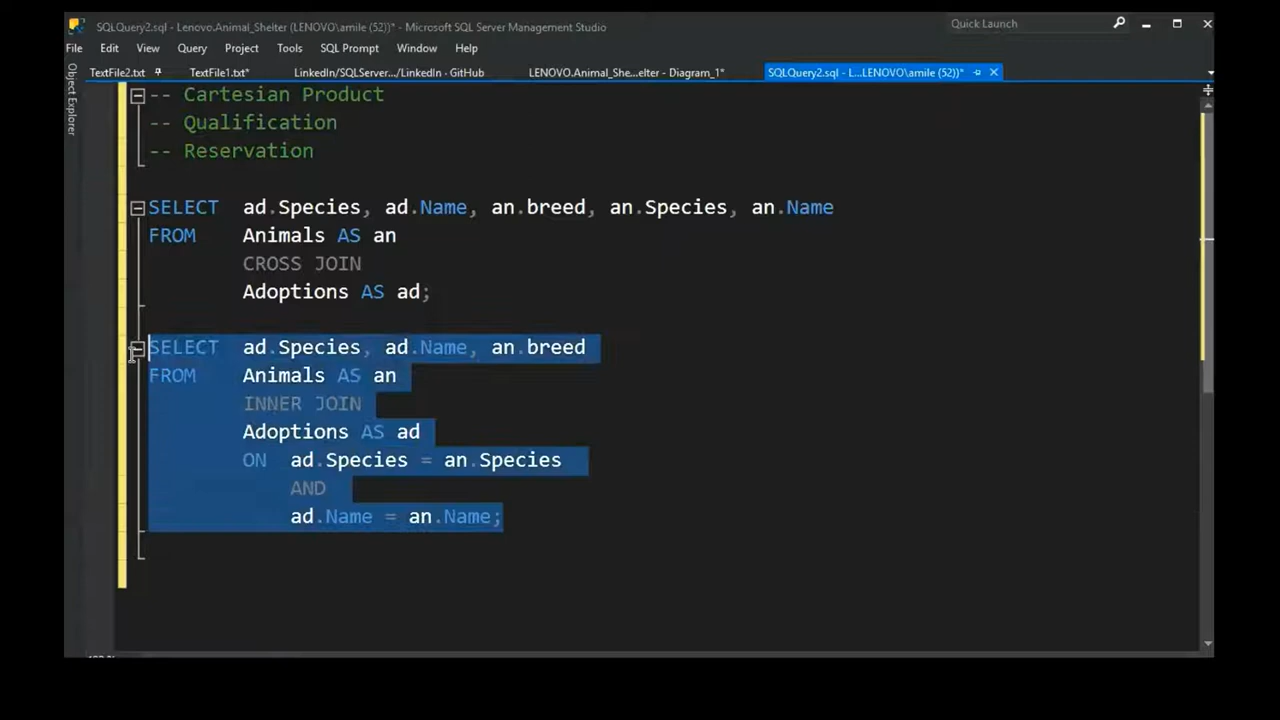 SQLQuery2.sql - Lenovo.Animal_Shelter (LENOVO\amile (52))* - Microsoft SQL Server Management Studio
Quick Launch
File Edit View Query Project Tools SQL Prompt Window Help
TextFile2.txt TextFile1.txt* LinkedIn/SQLServer.../LinkedIn - GitHub LENOVO.Animal_She...elter - Diagram_1* SQLQuery2.sql - L...LENOVO\amile (52))*
Object Explorer
-- Cartesian Product
-- Qualification
-- Reservation
SELECT ad.Species, ad.Name, an.breed, an.Species, an.Name
FROM Animals AS an
CROSS JOIN
Adoptions AS ad;
SELECT ad.Species, ad.Name, an.breed
FROM Animals AS an
INNER JOIN
Adoptions AS ad
ON ad.Species = an.Species
AND
ad.Name = an.Name;